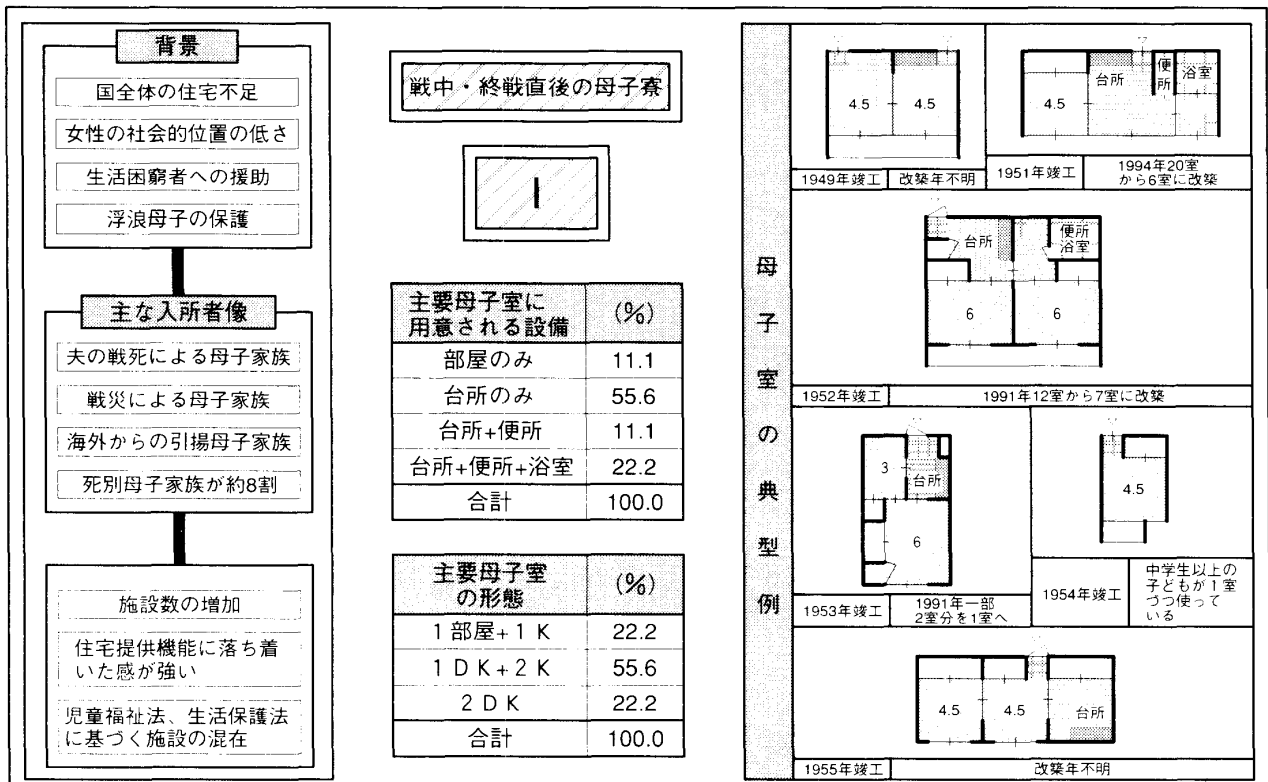 背景
国全体の住宅不足
女性の社会的位置の低さ
生活困窮者への援助
浮浪母子の保護
主な入所者像
夫の戦死による母子家族
戦災による母子家族
海外からの引揚母子家族
死別母子家族が約8割
施設数の増加
住宅提供機能に落ち着
いた感が強い
児童福祉法、生活保護法
に基づく施設の混在
戦中・終戦直後の母子寮
I
主要母子室に
用意される設備 (%)
部屋のみ 11.1
台所のみ 55.6
台所+便所 11.1
台所+便所+浴室 22.2
合計 100.0
主要母子室
の形態 (%)
1部屋+1K 22.2
1DK+2K 55.6
2DK 22.2
合計 100.0
母子室の典型例
4.5 4.5
1949年竣工 改築年不明
4.5 台所 便所 浴室
1951年竣工 1994年20室
から6室に改築
台所 便所
浴室
6 6
1952年竣工 1991年12室から7室に改築
3 台所
6
1953年竣工 1991年一部
2室分を1室へ
4.5
1954年竣工 中学生以上の
子どもが1室
づつ使って
いる
4.5 4.5 台所
1955年竣工 改築年不明